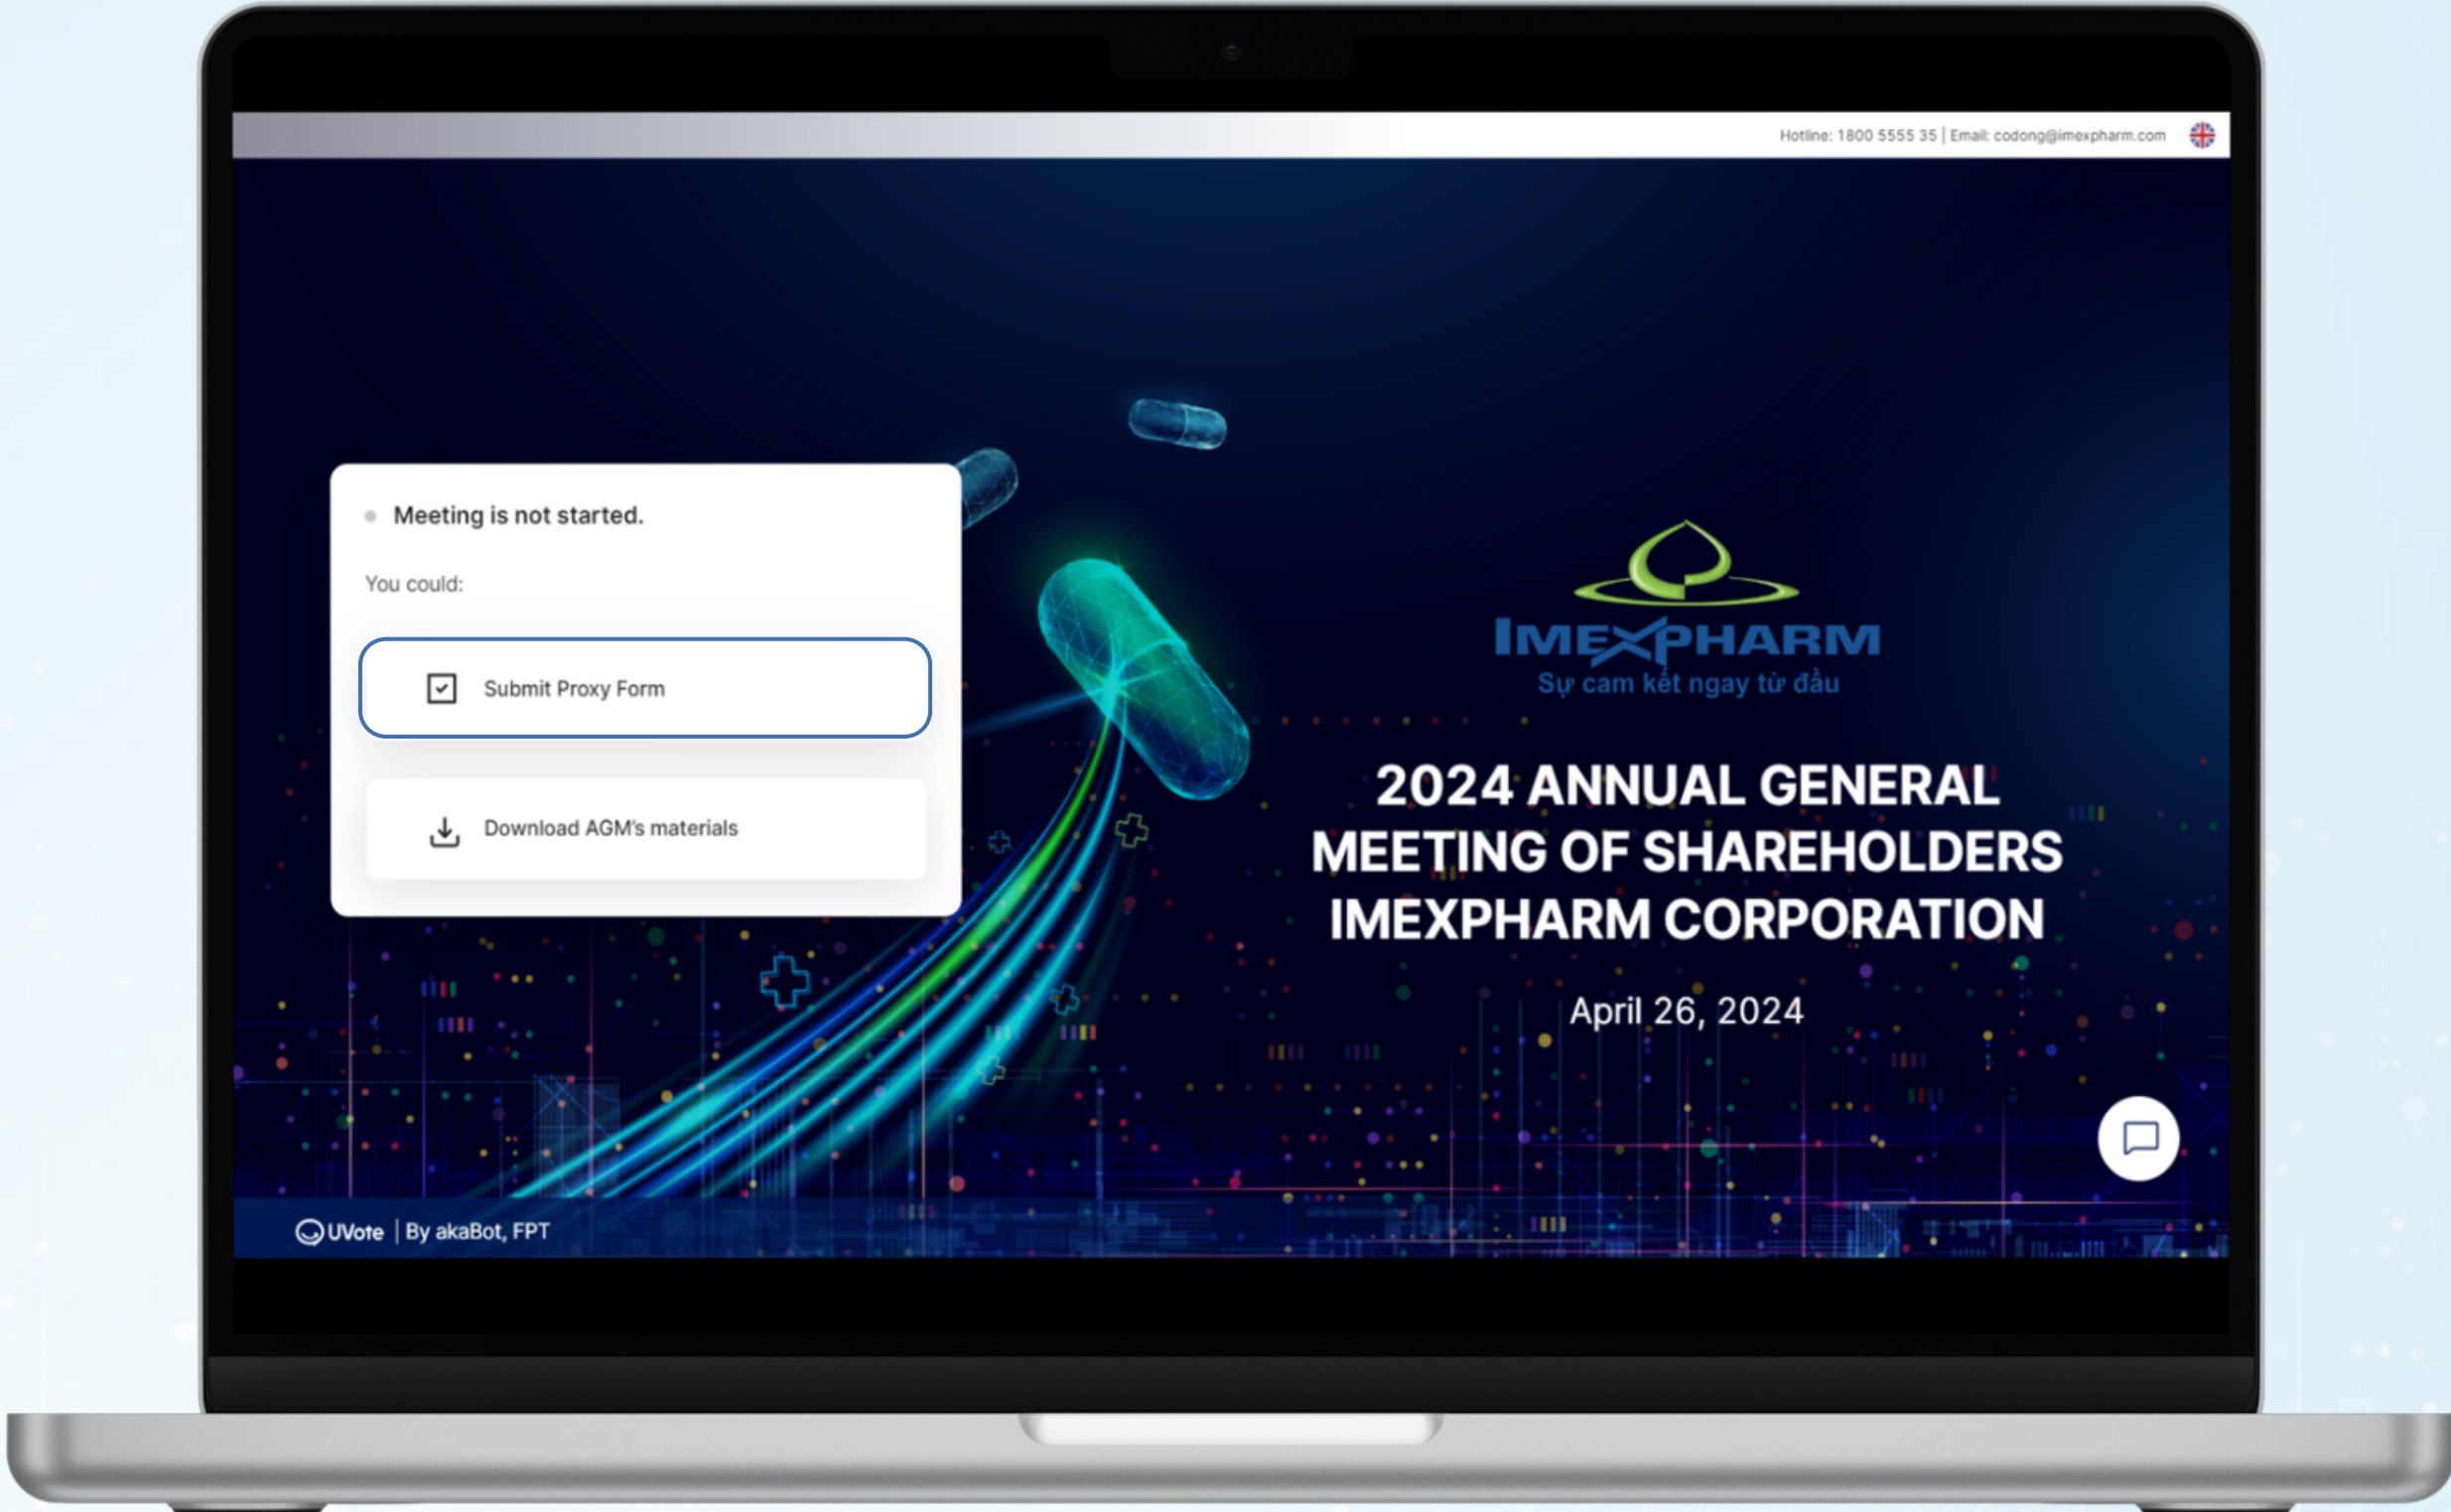 Hotline: 1800 5555 35 | Email: codong@imexpharm.com
Meeting is not started.
You could:
Submit Proxy Form
Download AGM's materials
IMEXPHARM
Sự cam kết ngay từ đầu
2024 ANNUAL GENERAL
MEETING OF SHAREHOLDERS
IMEXPHARM CORPORATION
April 26, 2024
UVote | By akaBot, FPT